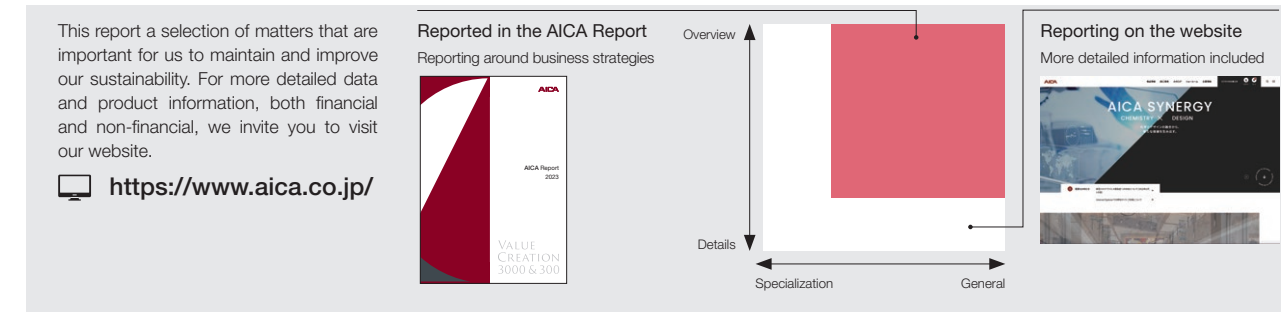 This report a selection of matters that are
important for us to maintain and improve
our sustainability. For more detailed data
and product information, both financial
and non-financial, we invite you to visit
our website.
https://www.aica.co.jp/
Reported in the AICA Report
Reporting around business strategies
AICA
AICA Report
2023
VALUE
CREATION
3000 & 300
Overview
Details
Specialization
General
Reporting on the website
More detailed information included
AICA
AICA SYNERGY
CHEMISTRY × DESIGN